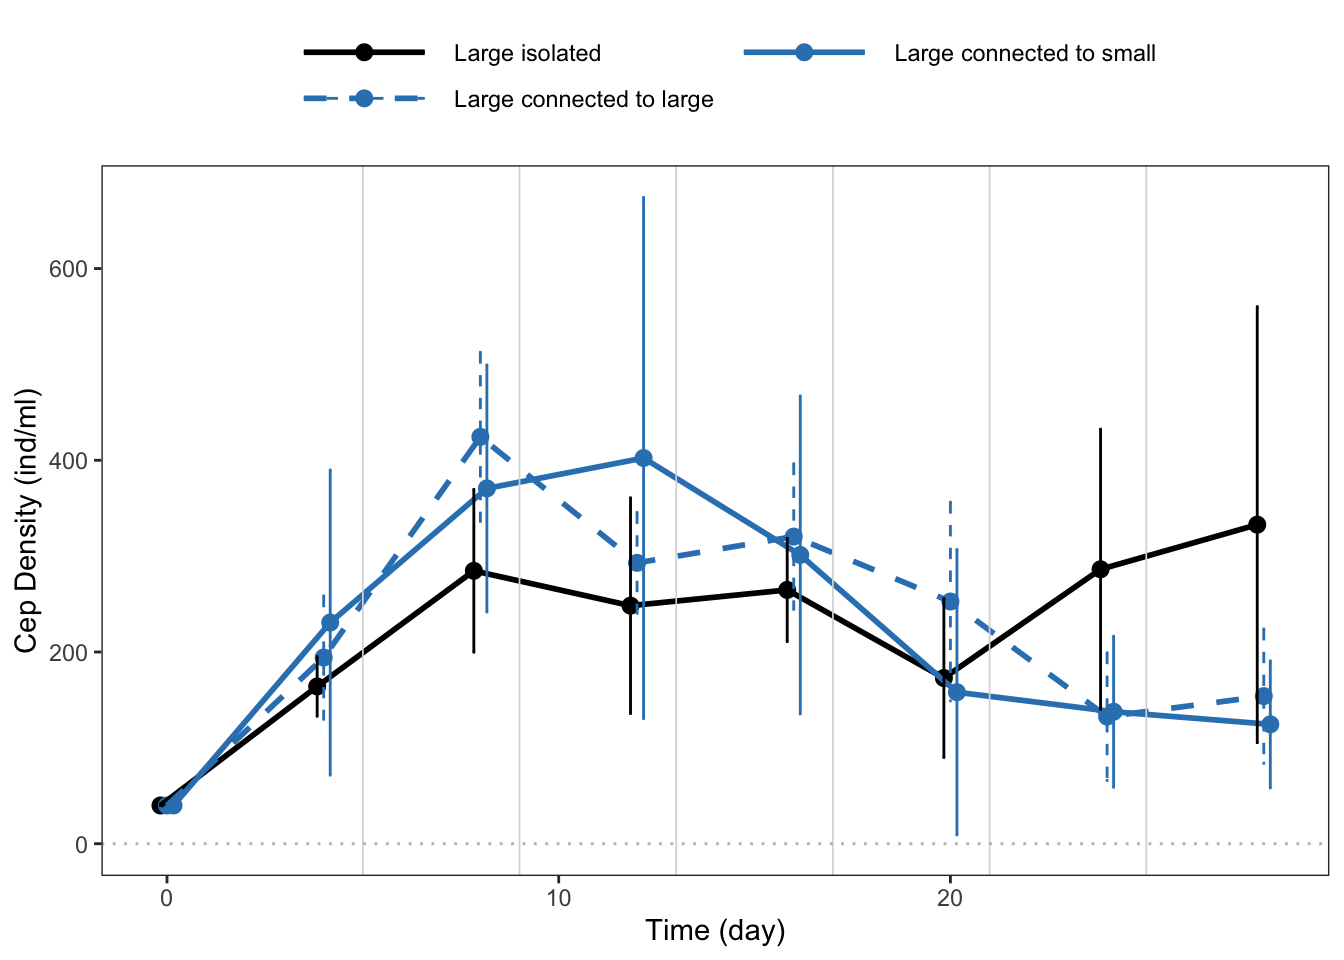 Large isolated
Large connected to small
Large connected to large
Cep Density (ind/ml)
600
400
200
0
0
10
20
Time (day)